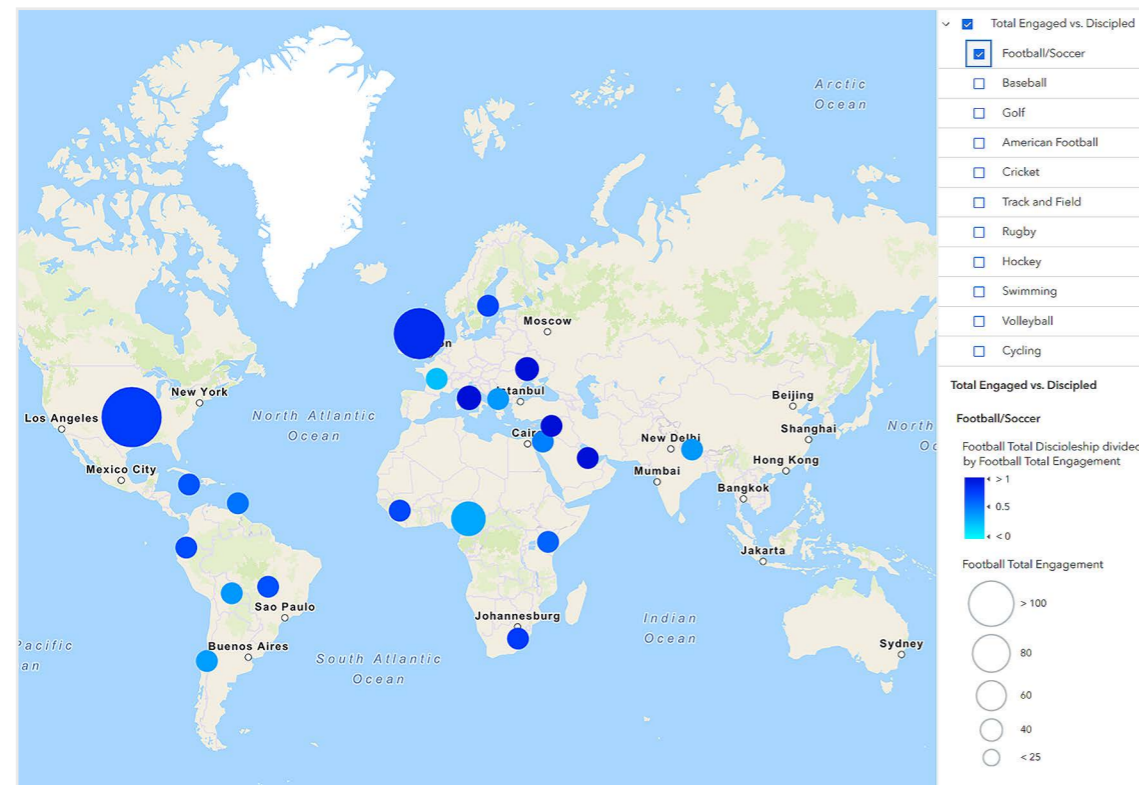 Arctic
Ocean
Moscow
New York
Los Angeles
North Atlantic
Ocean
Mexico City
Beijing
Shanghai
North
New Delhi
Hong Kong
Mumbai
Bangkok
Jakarta
Sao Paulo
Johannesburg
Buenos Aires
Indian
Ocean
South Atlantic
Ocean
Sydney
Total Engaged vs. Discipled
Football/Soccer
Baseball
Golf
American Football
Cricket
Track and Field
Rugby
Hockey
Swimming
Volleyball
Cycling
Total Engaged vs. Discipled
Football/Soccer
Football Total Discipleship divided
by Football Total Engagement
> 1
0.5
< 0
Football Total Engagement
> 100
80
60
40
< 25